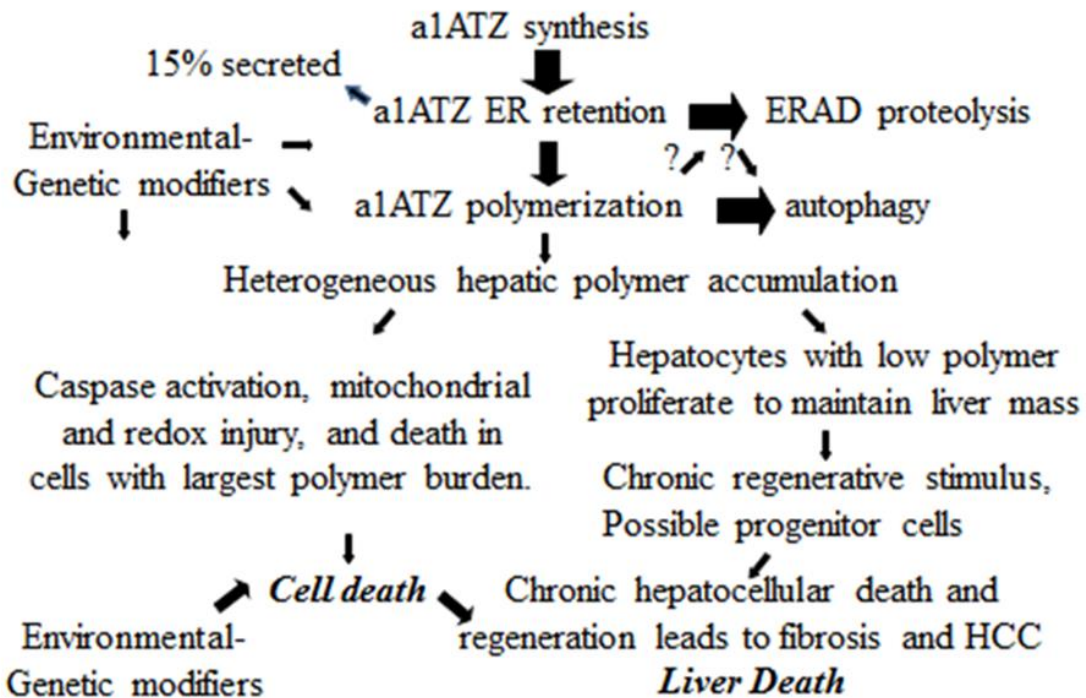 a1ATZ synthesis
15% secreted
a1ATZ ER retention
ERAD proteolysis
Environmental-
Genetic modifiers
? ?
a1ATZ polymerization
autophagy
Heterogeneous hepatic polymer accumulation
Caspase activation, mitochondrial
and redox injury, and death in
cells with largest polymer burden.
Hepatocytes with low polymer
proliferate to maintain liver mass
Chronic regenerative stimulus,
Possible progenitor cells
Cell death
Environmental-
Genetic modifiers
Chronic hepatocellular death and
regeneration leads to fibrosis and HCC
Liver Death